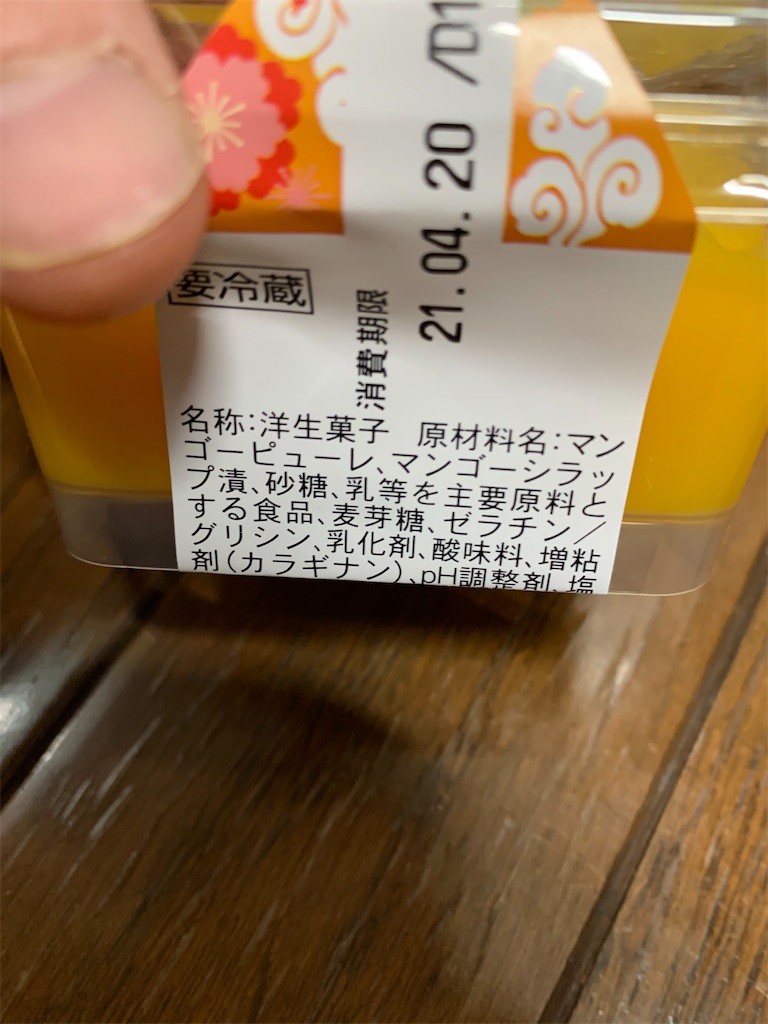 21.04.20 /D1
消費期限
要冷蔵
名称:洋生菓子 原材料名:マン
ゴーピューレ、マンゴーシラッ
プ漬、砂糖、乳等を主要原料と
する食品、麦芽糖、ゼラチン/
グリシン、乳化剤、酸味料、増粘
剤(カラギナン)、pH調整剤、塩